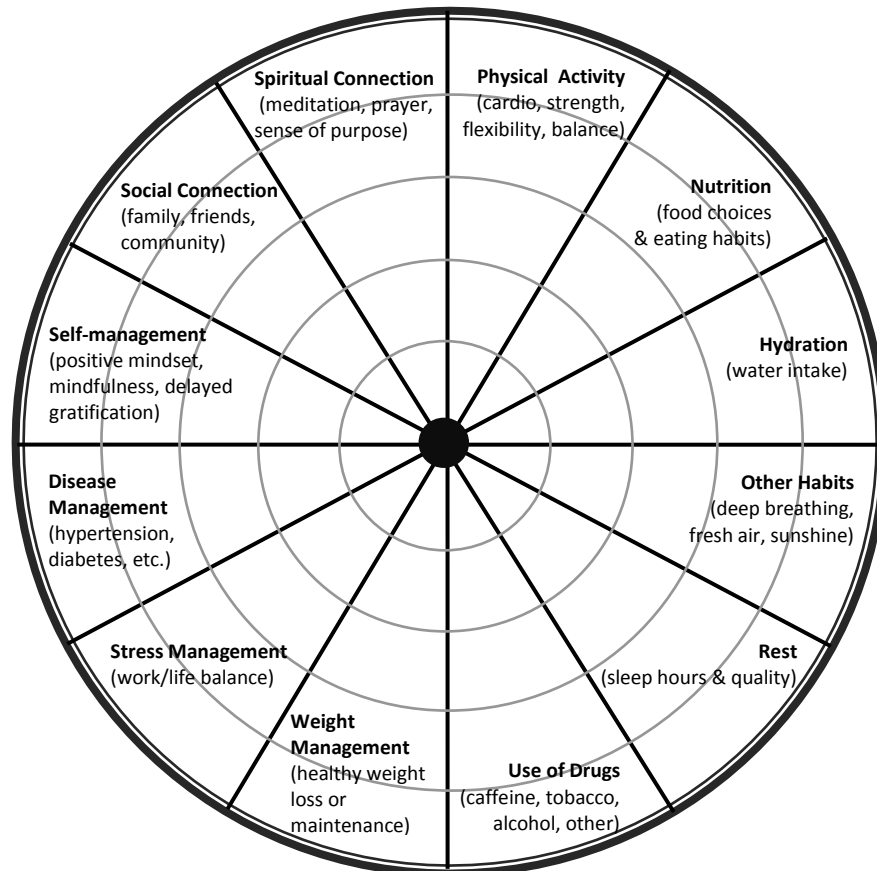 Spiritual Connection
(meditation, prayer,
sense of purpose)
Physical Activity
(cardio, strength,
flexibility, balance)
Nutrition
(food choices
& eating habits)
Hydration
(water intake)
Other Habits
(deep breathing,
fresh air, sunshine)
Rest
(sleep hours & quality)
Use of Drugs
(caffeine, tobacco,
alcohol, other)
Weight
Management
(healthy weight
loss or
maintenance)
Stress Management
(work/life balance)
Disease
Management
(hypertension,
diabetes, etc.)
Self-management
(positive mindset,
mindfulness, delayed
gratification)
Social Connection
(family, friends,
community)